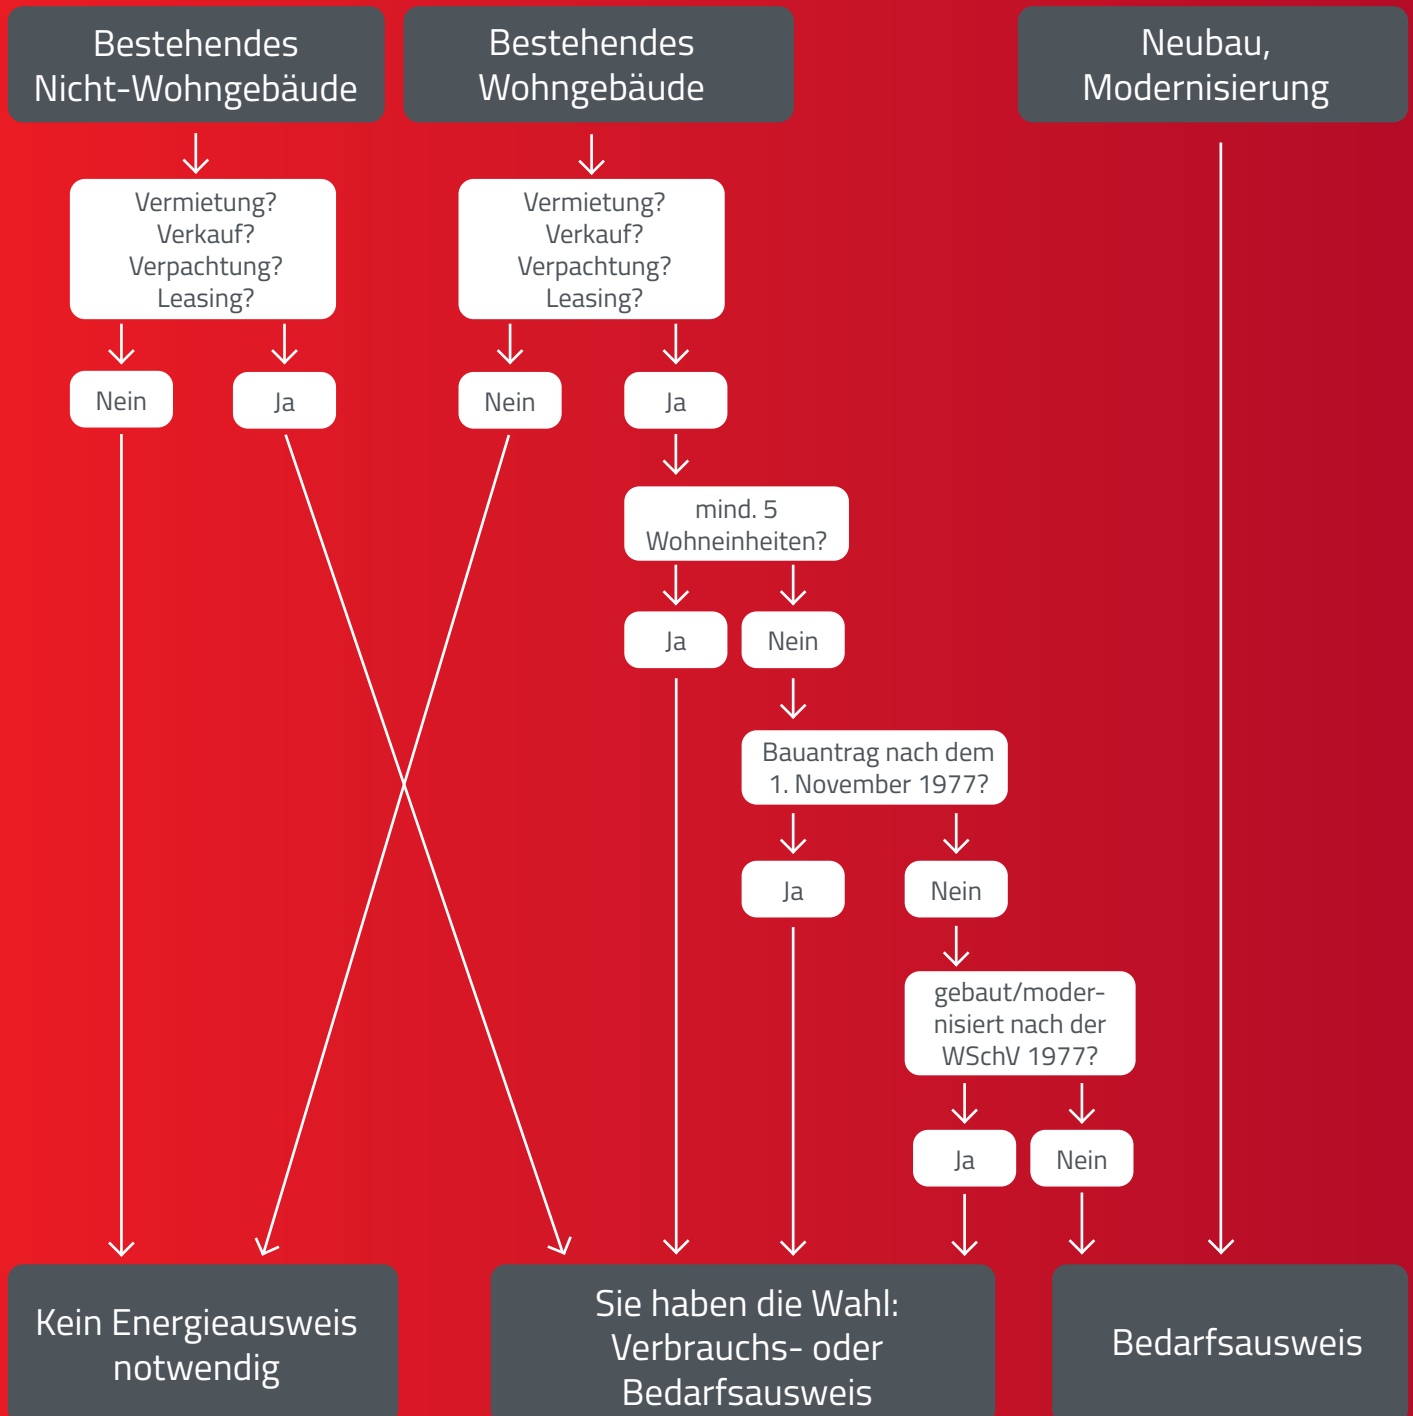 Bestehendes
Nicht-Wohngebäude
Bestehendes
Wohngebäude
Neubau,
Modernisierung
Vermietung?
Verkauf?
Verpachtung?
Leasing?
Vermietung?
Verkauf?
Verpachtung?
Leasing?
Nein
Ja
Nein
Ja
mind. 5
Wohneinheiten?
Ja
Nein
Bauantrag nach dem
1. November 1977?
Ja
Nein
gebaut/moder-
nisiert nach der
WSchV 1977?
Ja
Nein
Kein Energieausweis
notwendig
Sie haben die Wahl:
Verbrauchs- oder
Bedarfsausweis
Bedarfsausweis